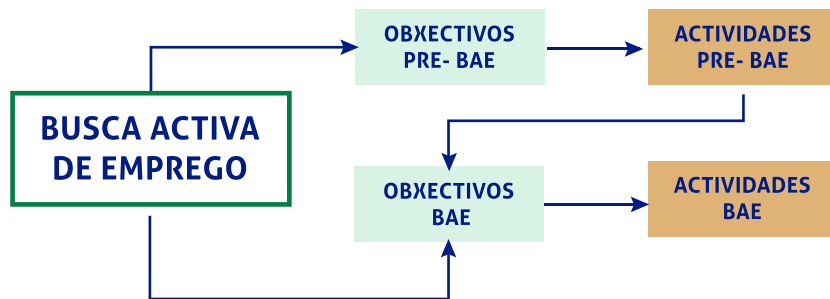 OBXECTIVOS
PRE- BAE
ACTIVIDADES
PRE- BAE
BUSCA ACTIVA
DE EMPREGO
OBXECTIVOS
BAE
ACTIVIDADES
BAE